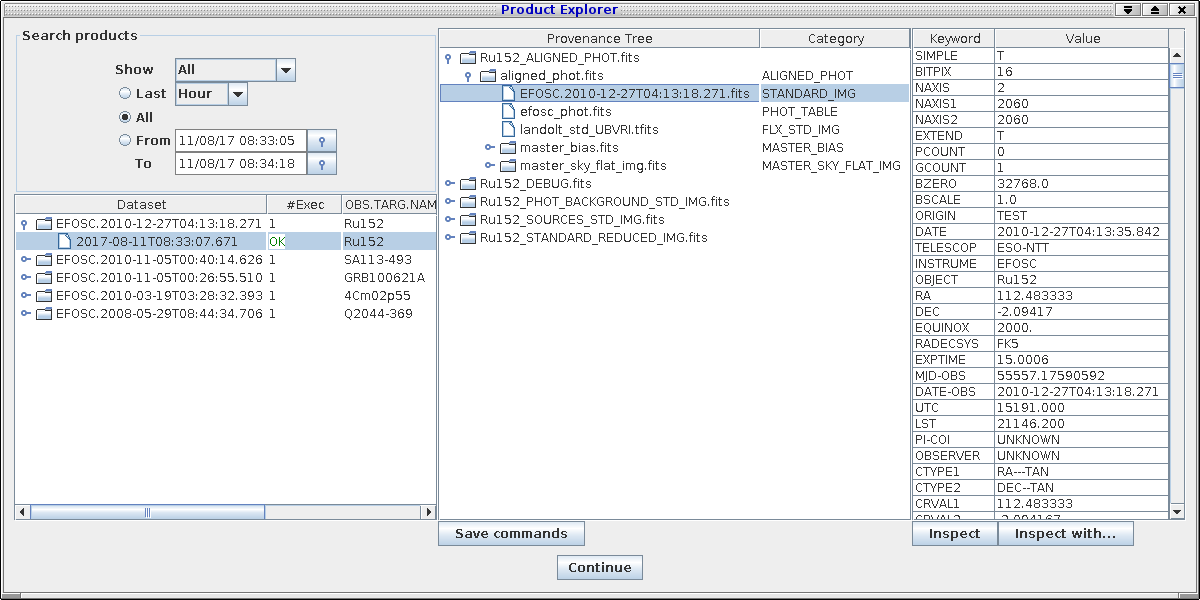 Product Explorer
Search products
Show All
Last Hour
All
From 11/08/17 08:33:05
To 11/08/17 08:34:18
Dataset #Exec OBS.TARG.NAM
EFOSC.2010-12-27T04:13:18.271 1 Ru152
2017-08-11T08:33:07.671 OK Ru152
EFOSC.2010-11-05T00:40:14.626 1 SA113-493
EFOSC.2010-11-05T00:26:55.510 1 GRB100621A
EFOSC.2010-03-19T03:28:32.393 1 4Cm02p55
EFOSC.2008-05-29T08:44:34.706 1 Q2044-369
Provenance Tree Category
Ru152_ALIGNED_PHOT.fits
aligned_phot.fits ALIGNED_PHOT
EFOSC.2010-12-27T04:13:18.271.fits STANDARD_IMG
efosc_phot.fits PHOT_TABLE
landolt_std_UBVRI.tfits FLX_STD_IMG
master_bias.fits MASTER_BIAS
master_sky_flat_img.fits MASTER_SKY_FLAT_IMG
Ru152_DEBUG.fits
Ru152_PHOT_BACKGROUND_STD_IMG.fits
Ru152_SOURCES_STD_IMG.fits
Ru152_STANDARD_REDUCED_IMG.fits
Save commands
Keyword Value
SIMPLE T
BITPIX 16
NAXIS 2
NAXIS1 2060
NAXIS2 2060
EXTEND T
PCOUNT 0
GCOUNT 1
BZERO 32768.0
BSCALE 1.0
ORIGIN TEST
DATE 2010-12-27T04:13:35.842
TELESCOP ESO-NTT
INSTRUME EFOSC
OBJECT Ru152
RA 112.483333
DEC -2.09417
EQUINOX 2000.
RADECSYS FK5
EXPTIME 15.0006
MJD-OBS 55557.17590592
DATE-OBS 2010-12-27T04:13:18.271
UTC 15191.000
LST 21146.200
PI-COI UNKNOWN
OBSERVER UNKNOWN
CTYPE1 RA---TAN
CTYPE2 DEC--TAN
CRVAL1 112.483333
Inspect Inspect with...
Continue